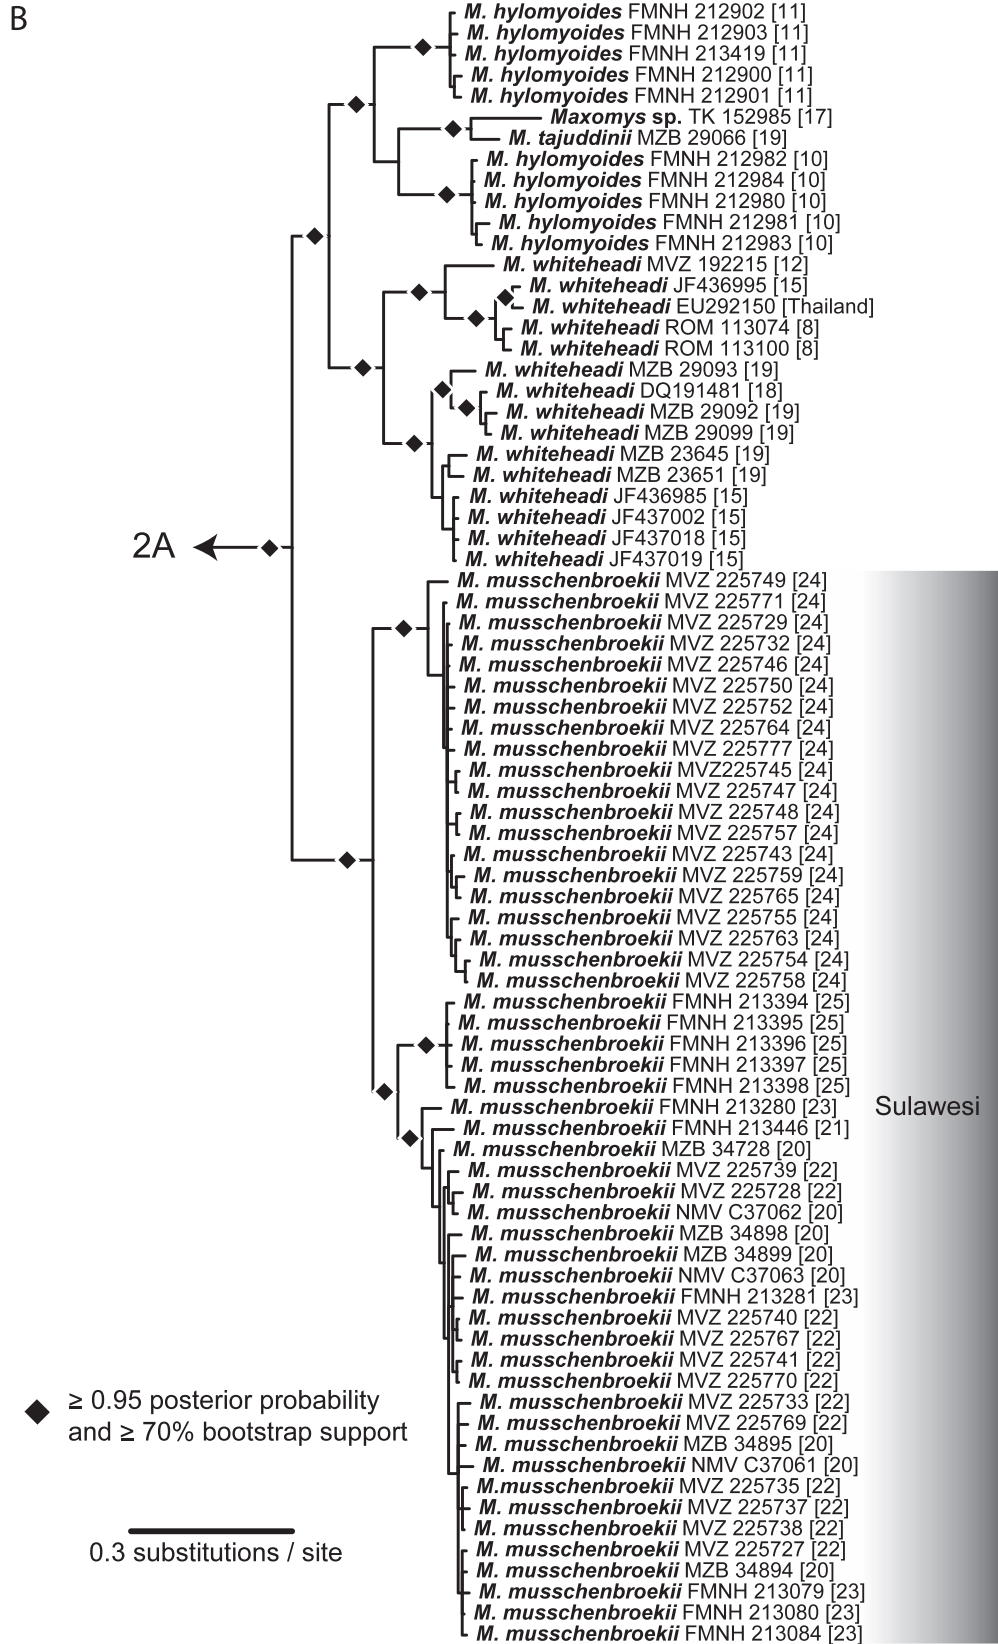 B
M. hylomyoides FMNH 212902 [11]
M. hylomyoides FMNH 212903 [11]
M. hylomyoides FMNH 213419 [11]
M. hylomyoides FMNH 212900 [11]
M. hylomyoides FMNH 212901 [11]
Maxomys sp. TK 152985 [17]
M. tajuddinii MZB 29066 [19]
M. hylomyoides FMNH 212982 [10]
M. hylomyoides FMNH 212984 [10]
M. hylomyoides FMNH 212980 [10]
M. hylomyoides FMNH 212981 [10]
M. hylomyoides FMNH 212983 [10]
M. whiteheadi MVZ 192215 [12]
M. whiteheadi JF436995 [15]
M. whiteheadi EU292150 [Thailand]
M. whiteheadi ROM 113074 [8]
M. whiteheadi ROM 113100 [8]
M. whiteheadi MZB 29093 [19]
M. whiteheadi DQ191481 [18]
M. whiteheadi MZB 29092 [19]
M. whiteheadi MZB 29099 [19]
M. whiteheadi MZB 23645 [19]
M. whiteheadi MZB 23651 [19]
M. whiteheadi JF436985 [15]
M. whiteheadi JF437002 [15]
M. whiteheadi JF437018 [15]
2A
M. whiteheadi JF437019 [15]
M. musschenbroekii MVZ 225749 [24]
M. musschenbroekii MVZ 225771 [24]
M. musschenbroekii MVZ 225729 [24]
M. musschenbroekii MVZ 225732 [24]
M. musschenbroekii MVZ 225746 [24]
M. musschenbroekii MVZ 225750 [24]
M. musschenbroekii MVZ 225752 [24]
M. musschenbroekii MVZ 225764 [24]
M. musschenbroekii MVZ 225777 [24]
M. musschenbroekii MVZ225745 [24]
M. musschenbroekii MVZ 225747 [24]
M. musschenbroekii MVZ 225748 [24]
M. musschenbroekii MVZ 225757 [24]
M. musschenbroekii MVZ 225743 [24]
M. musschenbroekii MVZ 225759 [24]
M. musschenbroekii MVZ 225765 [24]
M. musschenbroekii MVZ 225755 [24]
M. musschenbroekii MVZ 225763 [24]
M. musschenbroekii MVZ 225754 [24]
M. musschenbroekii MVZ 225758 [24]
M. musschenbroekii FMNH 213394 [25]
M. musschenbroekii FMNH 213395 [25]
M. musschenbroekii FMNH 213396 [25]
M. musschenbroekii FMNH 213397 [25]
M. musschenbroekii FMNH 213398 [25]
M. musschenbroekii FMNH 213280 [23]
Sulawesi
M. musschenbroekii FMNH 213446 [21]
M. musschenbroekii MZB 34728 [20]
M. musschenbroekii MVZ 225739 [22]
M. musschenbroekii MVZ 225728 [22]
M. musschenbroekii NMV C37062 [20]
M. musschenbroekii MZB 34898 [20]
M. musschenbroekii MZB 34899 [20]
M. musschenbroekii NMV C37063 [20]
M. musschenbroekii FMNH 213281 [23]
M. musschenbroekii MVZ 225740 [22]
M. musschenbroekii MVZ 225767 [22]
M. musschenbroekii MVZ 225741 [22]
M. musschenbroekii MVZ 225770 [22]
M. musschenbroekii MVZ 225733 [22]
M. musschenbroekii MVZ 225769 [22]
M. musschenbroekii MZB 34895 [20]
M. musschenbroekii NMV C37061 [20]
M.musschenbroekii MVZ 225735 [22]
M. musschenbroekii MVZ 225737 [22]
M. musschenbroekii MVZ 225738 [22]
M. musschenbroekii MVZ 225727 [22]
M. musschenbroekii MZB 34894 [20]
M. musschenbroekii FMNH 213079 [23]
M. musschenbroekii FMNH 213080 [23]
M. musschenbroekii FMNH 213084 [23]
≥ 0.95 posterior probability
and ≥ 70% bootstrap support
0.3 substitutions / site